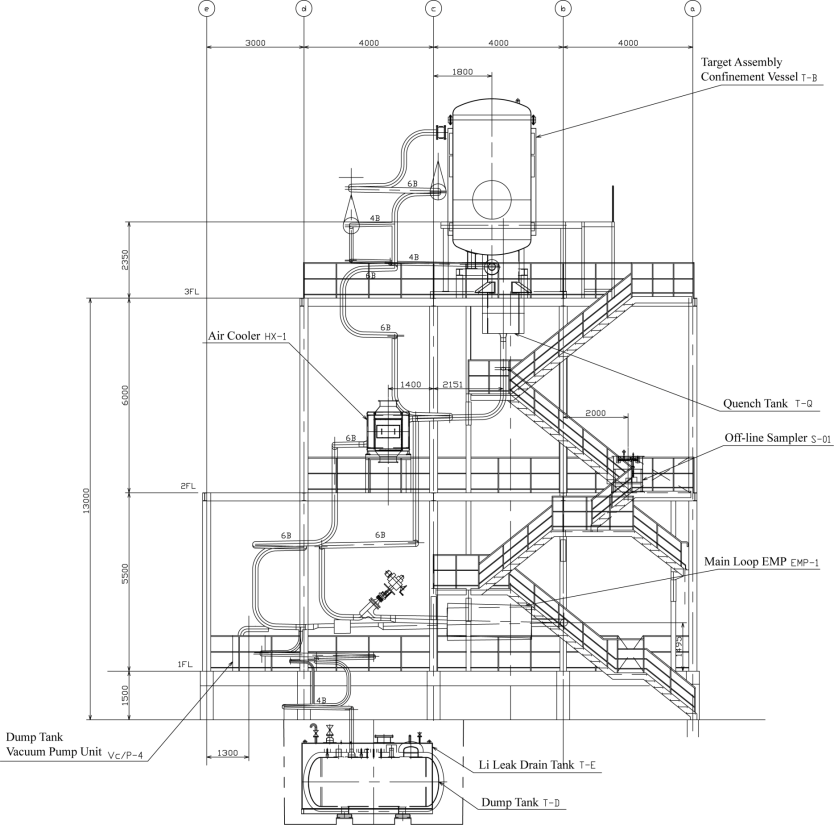 e d c b a
3000 4000 4000 4000
1800
Target Assembly
Confinement Vessel T-B
6B
4B
2350
4B
6B
3FL
6B
Air Cooler HX-1
1400 2151
Quench Tank T-Q
2000
6000
Off-line Sampler S-01
6B
2FL
13000
6B 6B
Main Loop EMP EMP-1
5500
1495
1FL
1500
4B
Dump Tank
Vacuum Pump Unit Vc/P-4
1300
Li Leak Drain Tank T-E
Dump Tank T-D